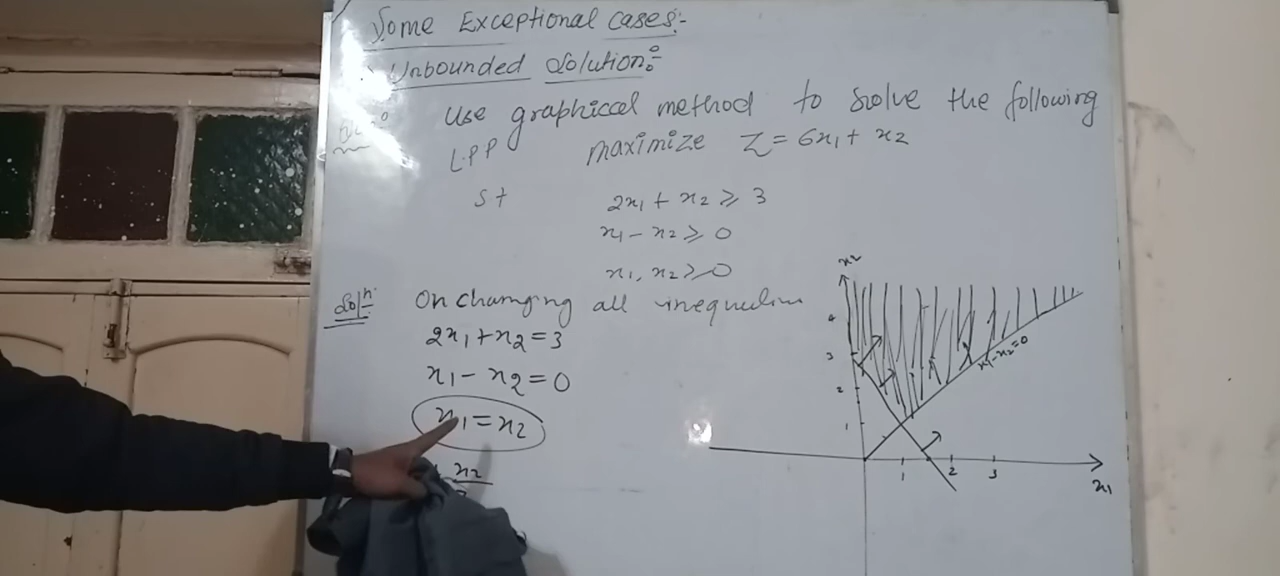 Some Exceptional Cases:-
Unbounded Solution:-
Use graphical method to solve the following
L.P.P maximize Z = 6x₁ + x₂
st 2x₁ + x₂ ≥ 3
x₁ - x₂ ≥ 0
x₁, x₂ ≥ 0
Solⁿ. On changing all
2x₁ + x₂ = 3
x₁ - x₂ = 0
x₁ = x₂
x₂
x₂
4
3
2
1
x₁-x₂=0
1 2 3
x₁